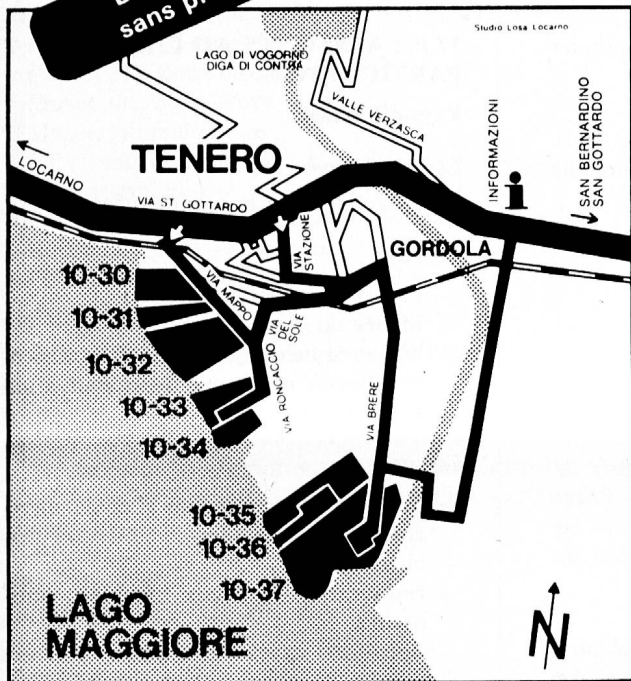 sans
Studio Losa Locarno
LAGO DI VOGORNO
DIGA DI CONTRA
VALLE VERZASCA
TENERO
INFORMAZIONI
SAN BERNARDINO
SAN GOTTARDO
LOCARNO
VIA ST GOTTARDO
VIA STAZIONE
GORDOLA
VIA MAPPO
10-30
10-31
10-32
VIA DEL SOLE
VIA RONCACCIO
VIA BRERE
10-33
10-34
10-35
10-36
10-37
LAGO
MAGGIORE
N